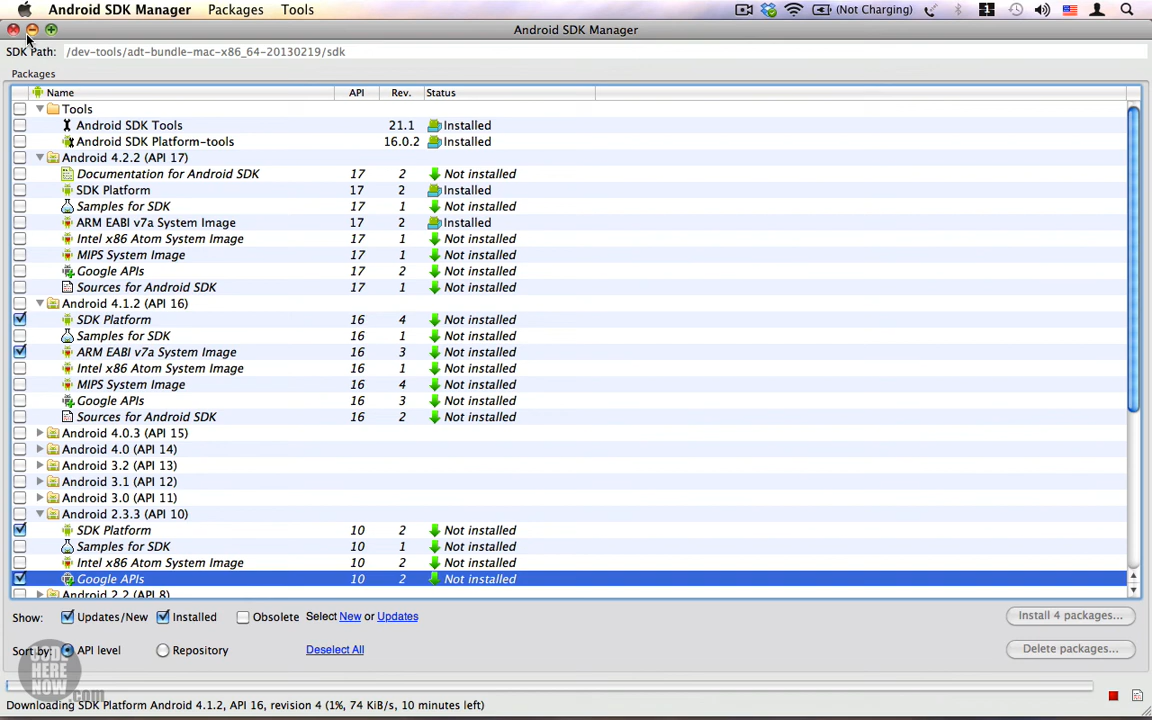 Android SDK Manager Packages Tools (Not Charging)
Android SDK Manager
SDK Path: /dev-tools/adt-bundle-mac-x86_64-20130219/sdk
Packages
Name API Rev. Status
Tools
Android SDK Tools 21.1 Installed
Android SDK Platform-tools 16.0.2 Installed
Android 4.2.2 (API 17)
Documentation for Android SDK 17 2 Not installed
SDK Platform 17 2 Installed
Samples for SDK 17 1 Not installed
ARM EABI v7a System Image 17 2 Installed
Intel x86 Atom System Image 17 1 Not installed
MIPS System Image 17 1 Not installed
Google APIs 17 2 Not installed
Sources for Android SDK 17 1 Not installed
Android 4.1.2 (API 16)
SDK Platform 16 4 Not installed
Samples for SDK 16 1 Not installed
ARM EABI v7a System Image 16 3 Not installed
Intel x86 Atom System Image 16 1 Not installed
MIPS System Image 16 4 Not installed
Google APIs 16 3 Not installed
Sources for Android SDK 16 2 Not installed
Android 4.0.3 (API 15)
Android 4.0 (API 14)
Android 3.2 (API 13)
Android 3.1 (API 12)
Android 3.0 (API 11)
Android 2.3.3 (API 10)
SDK Platform 10 2 Not installed
Samples for SDK 10 1 Not installed
Intel x86 Atom System Image 10 2 Not installed
Google APIs 10 2 Not installed
Android 2.2 (API 8)
Show: Updates/New Installed Obsolete Select New or Updates Install 4 packages...
Sort by: API level Repository Deselect All Delete packages...
CODE
HERE
NOW
.com
Downloading SDK Platform Android 4.1.2, API 16, revision 4 (1%, 74 KiB/s, 10 minutes left)